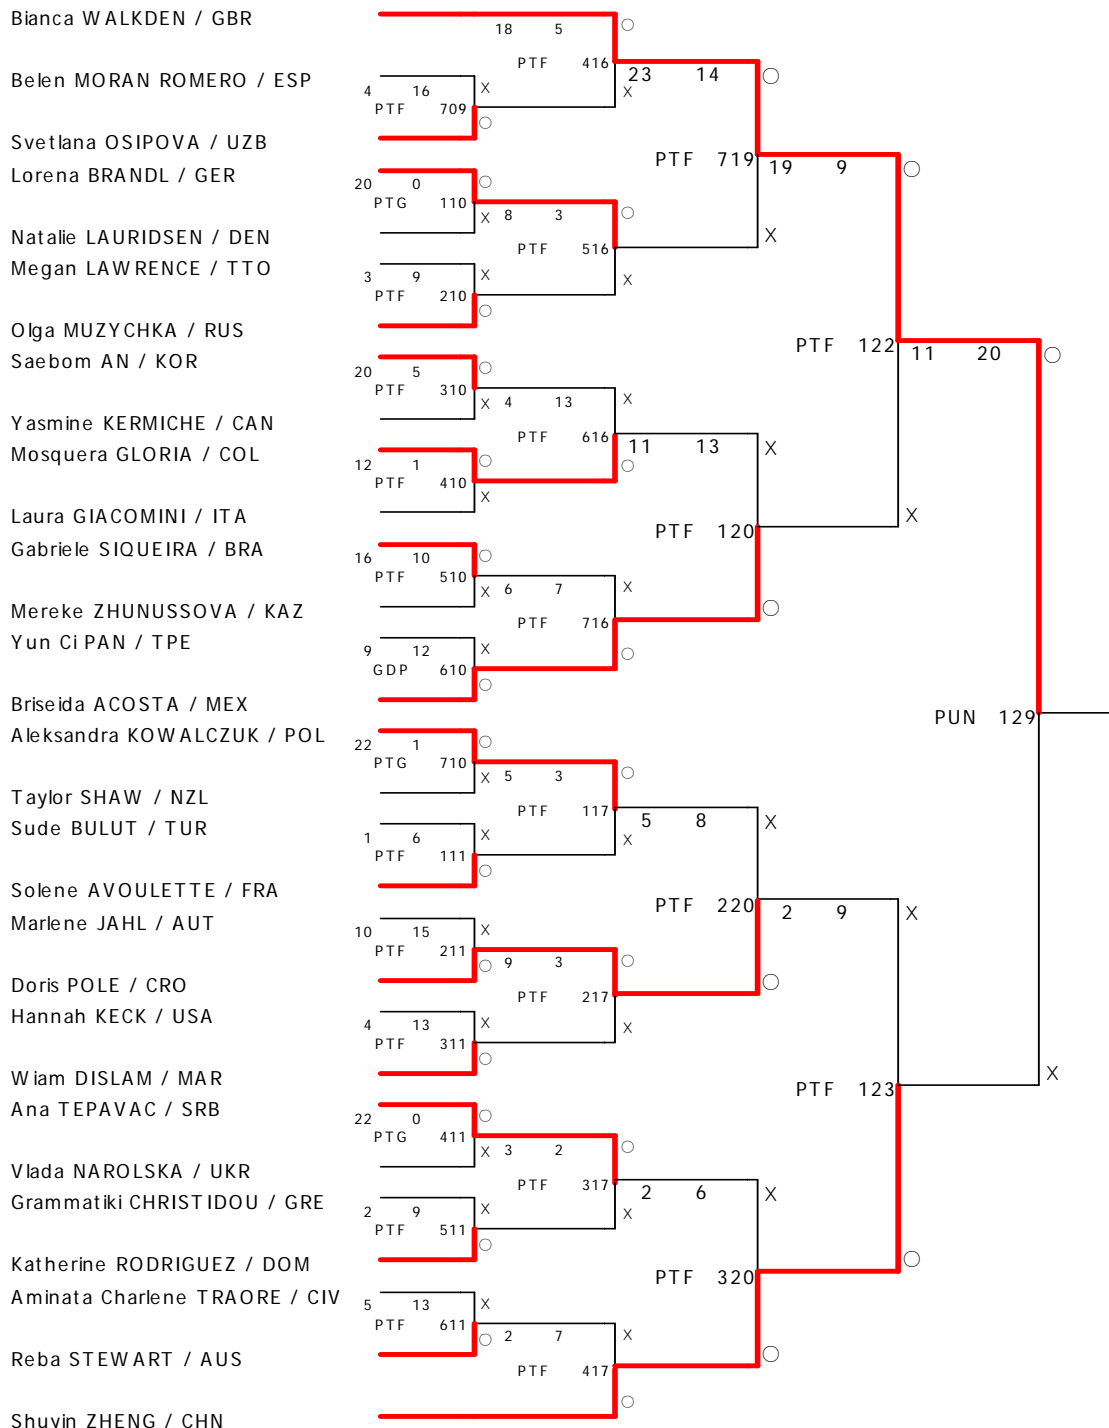 Bianca WALKDEN / GBR
18 5
PTF 416
23 14
Belen MORAN ROMERO / ESP
4 16
PTF 709
X
X
Svetlana OSIPOVA / UZB
PTF 719
19 9
Lorena BRANDL / GER
20 0
PTG 110
X
8 3
PTF 516
X
Natalie LAURIDSEN / DEN
Megan LAWRENCE / TTO
3 9
PTF 210
X
X
Olga MUZYCHKA / RUS
PTF 122
11 20
Saebom AN / KOR
20 5
PTF 310
X
4 13
X
PTF 616
11 13
X
Yasmine KERMICHE / CAN
Mosquera GLORIA / COL
12 1
PTF 410
X
Laura GIACOMINI / ITA
X
PTF 120
Gabriele SIQUEIRA / BRA
16 10
PTF 510
X
6 7
X
PTF 716
Mereke ZHUNUSSOVA / KAZ
Yun Ci PAN / TPE
9 12
GDP 610
X
Briseida ACOSTA / MEX
PUN 129
Aleksandra KOWALCZUK / POL
22 1
PTG 710
X
5 3
PTF 117
5 8
X
Taylor SHAW / NZL
Sude BULUT / TUR
1 6
PTF 111
X
X
Solene AVOULETTE / FRA
PTF 220
2 9
X
Marlene JAHL / AUT
10 15
PTF 211
X
9 3
PTF 217
Doris POLE / CRO
Hannah KECK / USA
4 13
PTF 311
X
X
Wiam DISLAM / MAR
X
PTF 123
Ana TEPAVAC / SRB
22 0
PTG 411
X
3 2
PTF 317
2 6
X
Vlada NAROLSKA / UKR
Grammatiki CHRISTIDOU / GRE
2 9
PTF 511
X
X
Katherine RODRIGUEZ / DOM
PTF 320
Aminata Charlene TRAORE / CIV
5 13
PTF 611
X
2 7
X
PTF 417
Reba STEWART / AUS
Shuyin ZHENG / CHN